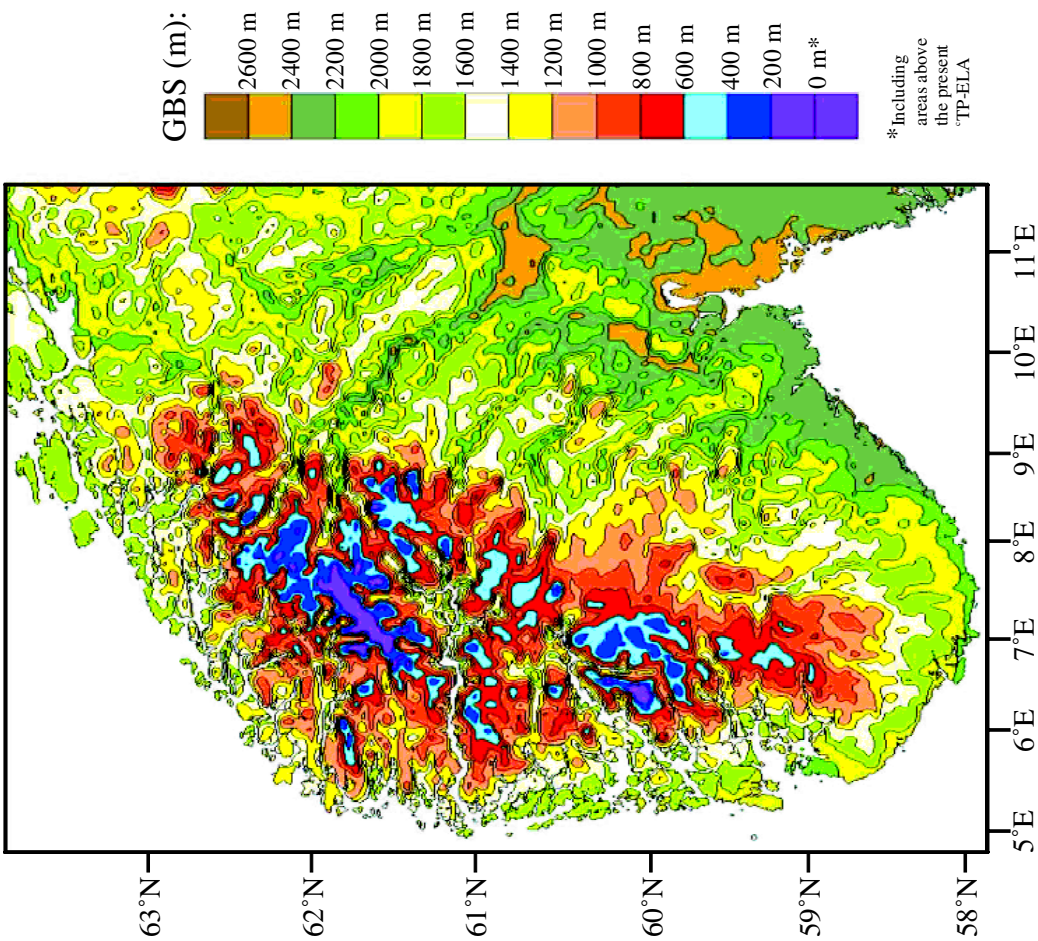 GBS (m):
2600 m
2400 m
2200 m
2000 m
1800 m
1600 m
1400 m
1200 m
1000 m
800 m
600 m
400 m
200 m
0 m*
*Including
areas above
the present
‘TP-ELA
63°N
62°N
61°N
60°N
59°N
58°N
5°E
6°E
7°E
8°E
9°E
10°E
11°E